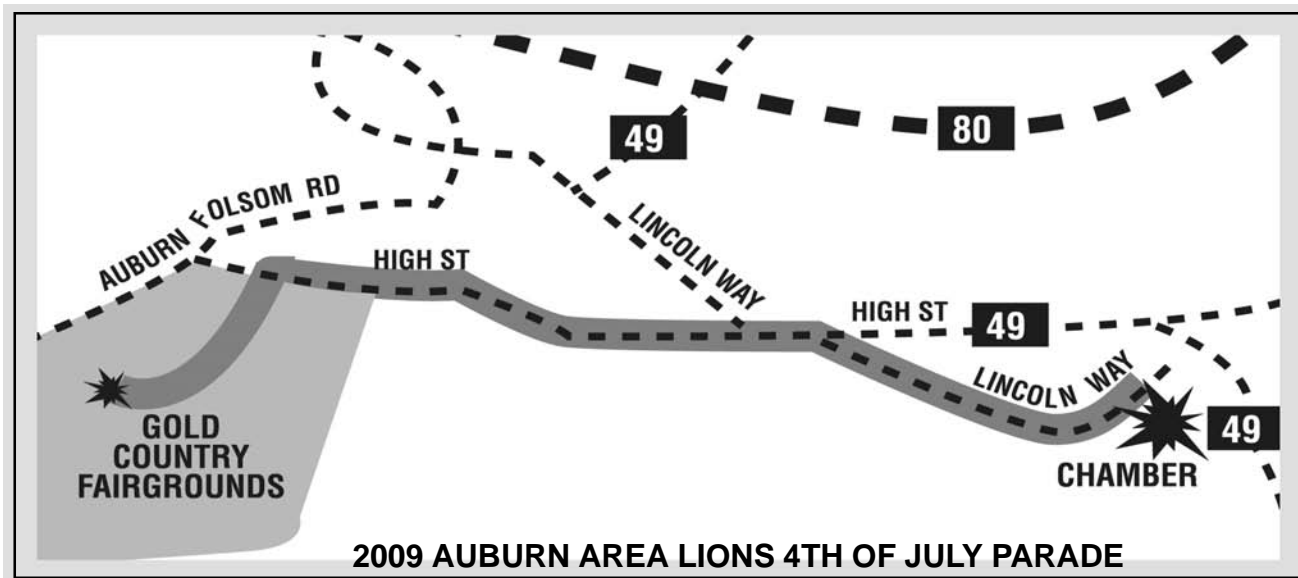 80
49
AUBURN FOLSOM RD
LINCOLN WAY
HIGH ST
HIGH ST
49
LINCOLN WAY
49
GOLD
COUNTRY
FAIRGROUNDS
CHAMBER
2009 AUBURN AREA LIONS 4TH OF JULY PARADE